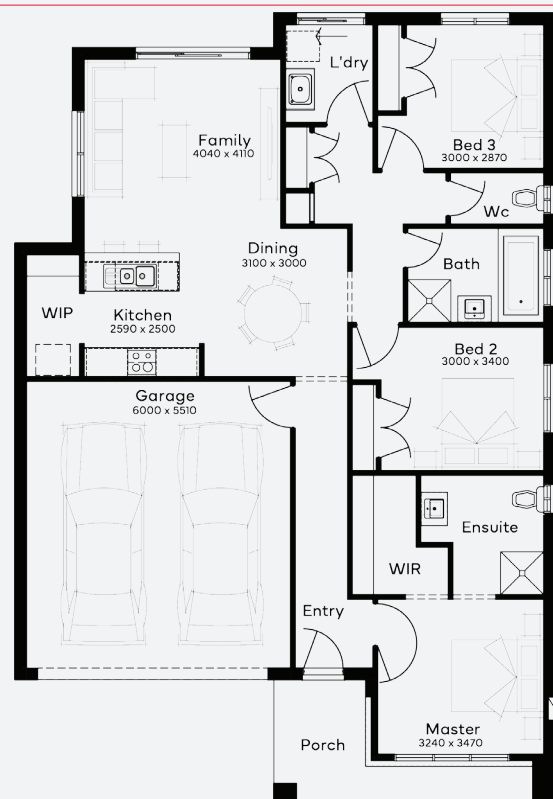 L'dry
Family
4040 x 4110
Bed 3
3000 x 2870
Wc
Dining
3100 x 3000
Bath
WIP
Kitchen
2590 x 2500
Bed 2
3000 x 3400
Garage
6000 x 5510
Ensuite
WIR
Entry
Master
3240 x 3470
Porch